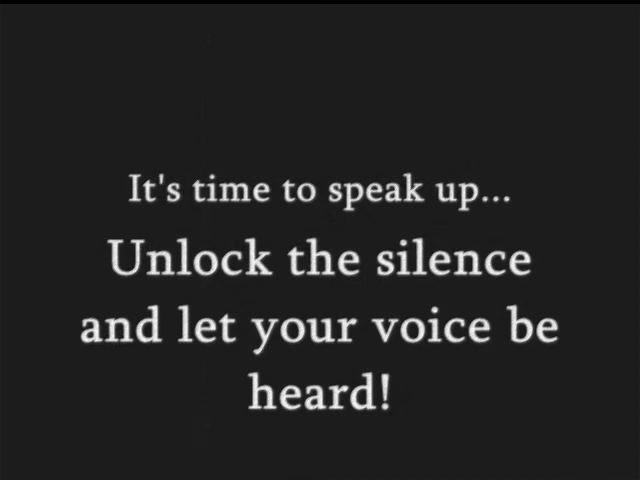 It's time to speak up...
Unlock the silence
and let your voice be
heard!